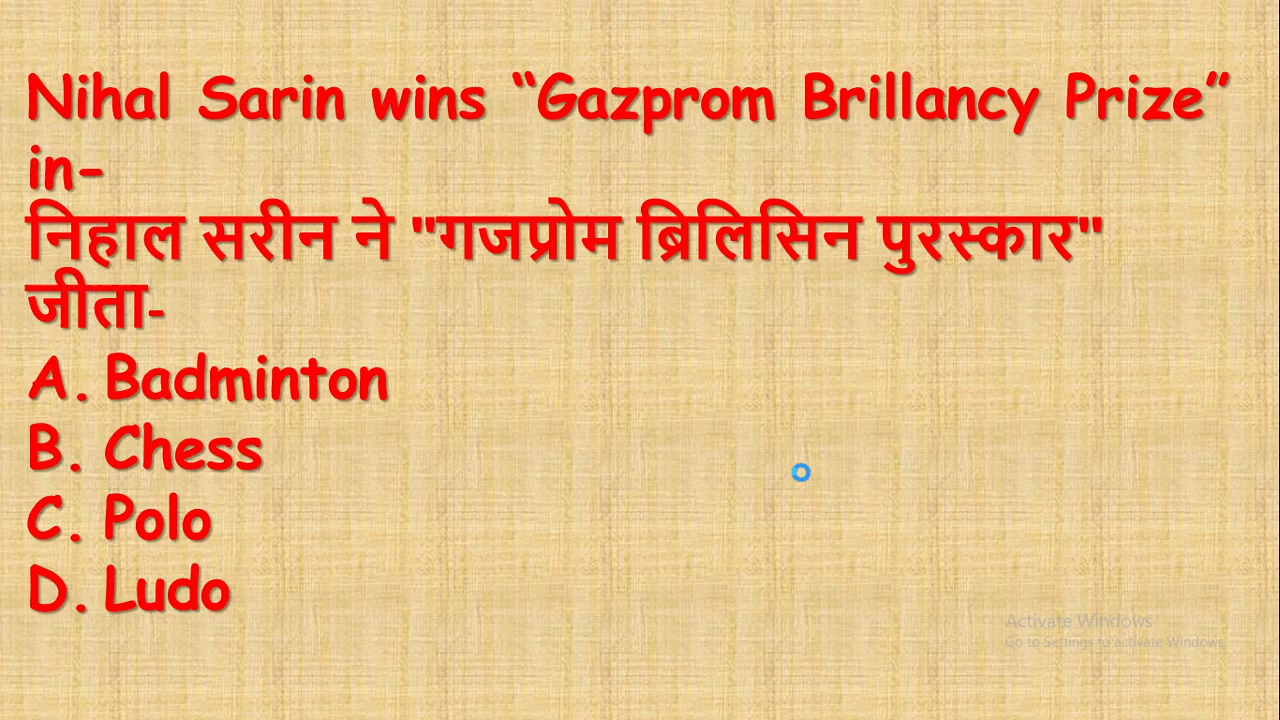 Nihal Sarin wins “Gazprom Brillancy Prize”
in-
निहाल सरीन ने "गजप्रोम ब्रिलिसिन पुरस्कार"
जीता-
A. Badminton
B. Chess
C. Polo
D. Ludo
Activate Windows
Go to Settings to activate Windows.